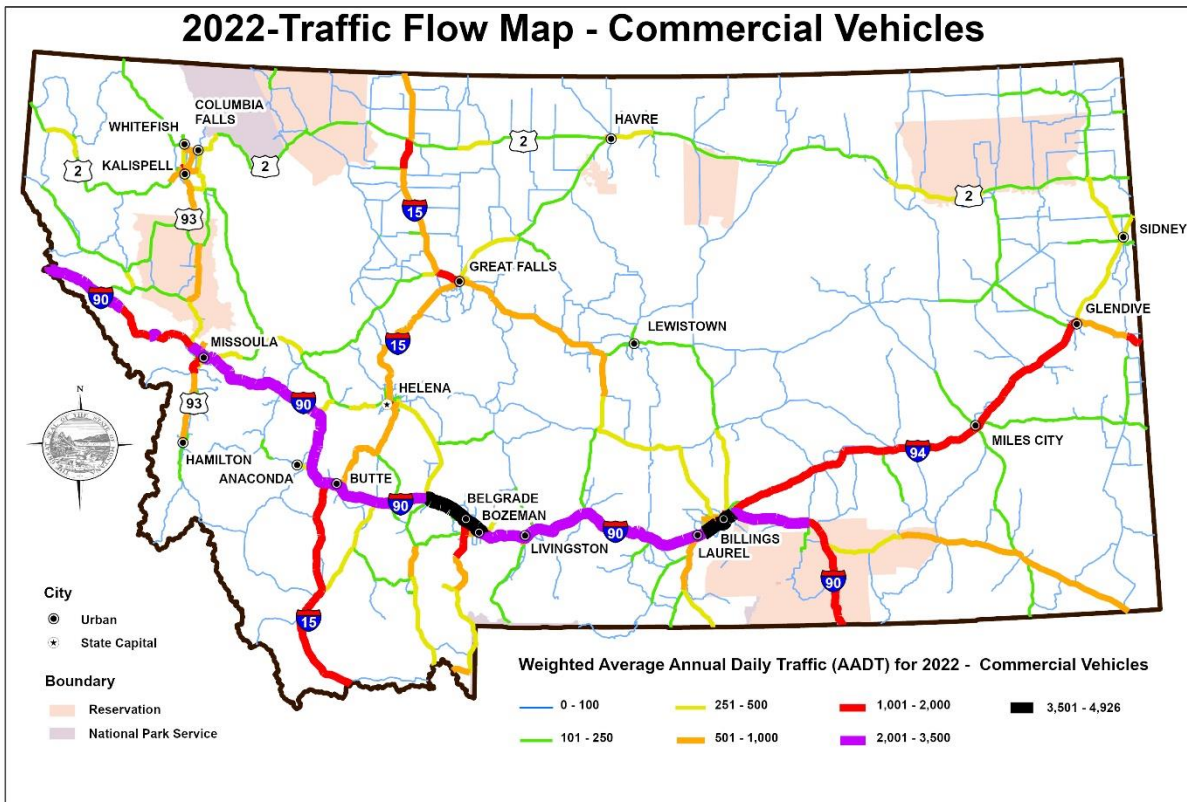 2022-Traffic Flow Map - Commercial Vehicles
COLUMBIA
FALLS
WHITEFISH
KALISPELL
HAVRE
2
2
2
2
93
15
SIDNEY
GREAT FALLS
90
GLENDIVE
MISSOULA
LEWISTOWN
15
HELENA
N
93
90
94
MILES CITY
HAMILTON
ANACONDA
BUTTE
90
BELGRADE
BOZEMAN
90
LIVINGSTON
BILLINGS
LAUREL
90
15
City
Urban
State Capital
Boundary
Reservation
National Park Service
Weighted Average Annual Daily Traffic (AADT) for 2022 - Commercial Vehicles
0 - 100
251 - 500
1,001 - 2,000
3,501 - 4,926
101 - 250
501 - 1,000
2,001 - 3,500